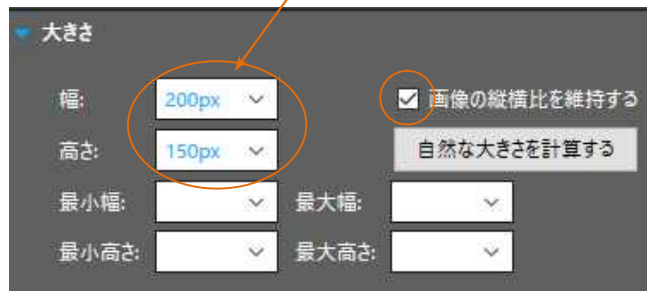 大きさ
幅: 200px 画像の縦横比を維持する
高さ: 150px 自然な大きさを計算する
最小幅: 最大幅:
最小高さ: 最大高さ: